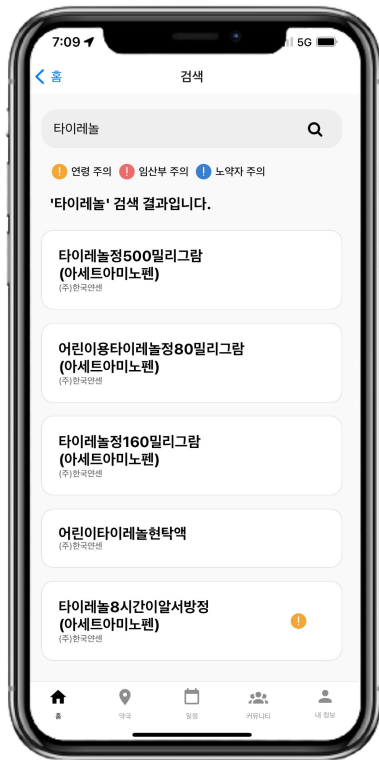 7:09
5G
홈
검색
타이레놀
연령 주의 임산부 주의 노약자 주의
'타이레놀' 검색 결과입니다.
타이레놀정500밀리그람
(아세트아미노펜)
(주)한국얀센
어린이용타이레놀정80밀리그람
(아세트아미노펜)
(주)한국얀센
타이레놀정160밀리그람
(아세트아미노펜)
(주)한국얀센
어린이타이레놀현탁액
(주)한국얀센
타이레놀8시간이알서방정
(아세트아미노펜)
(주)한국얀센
홈 약국 일정 커뮤니티 내 정보